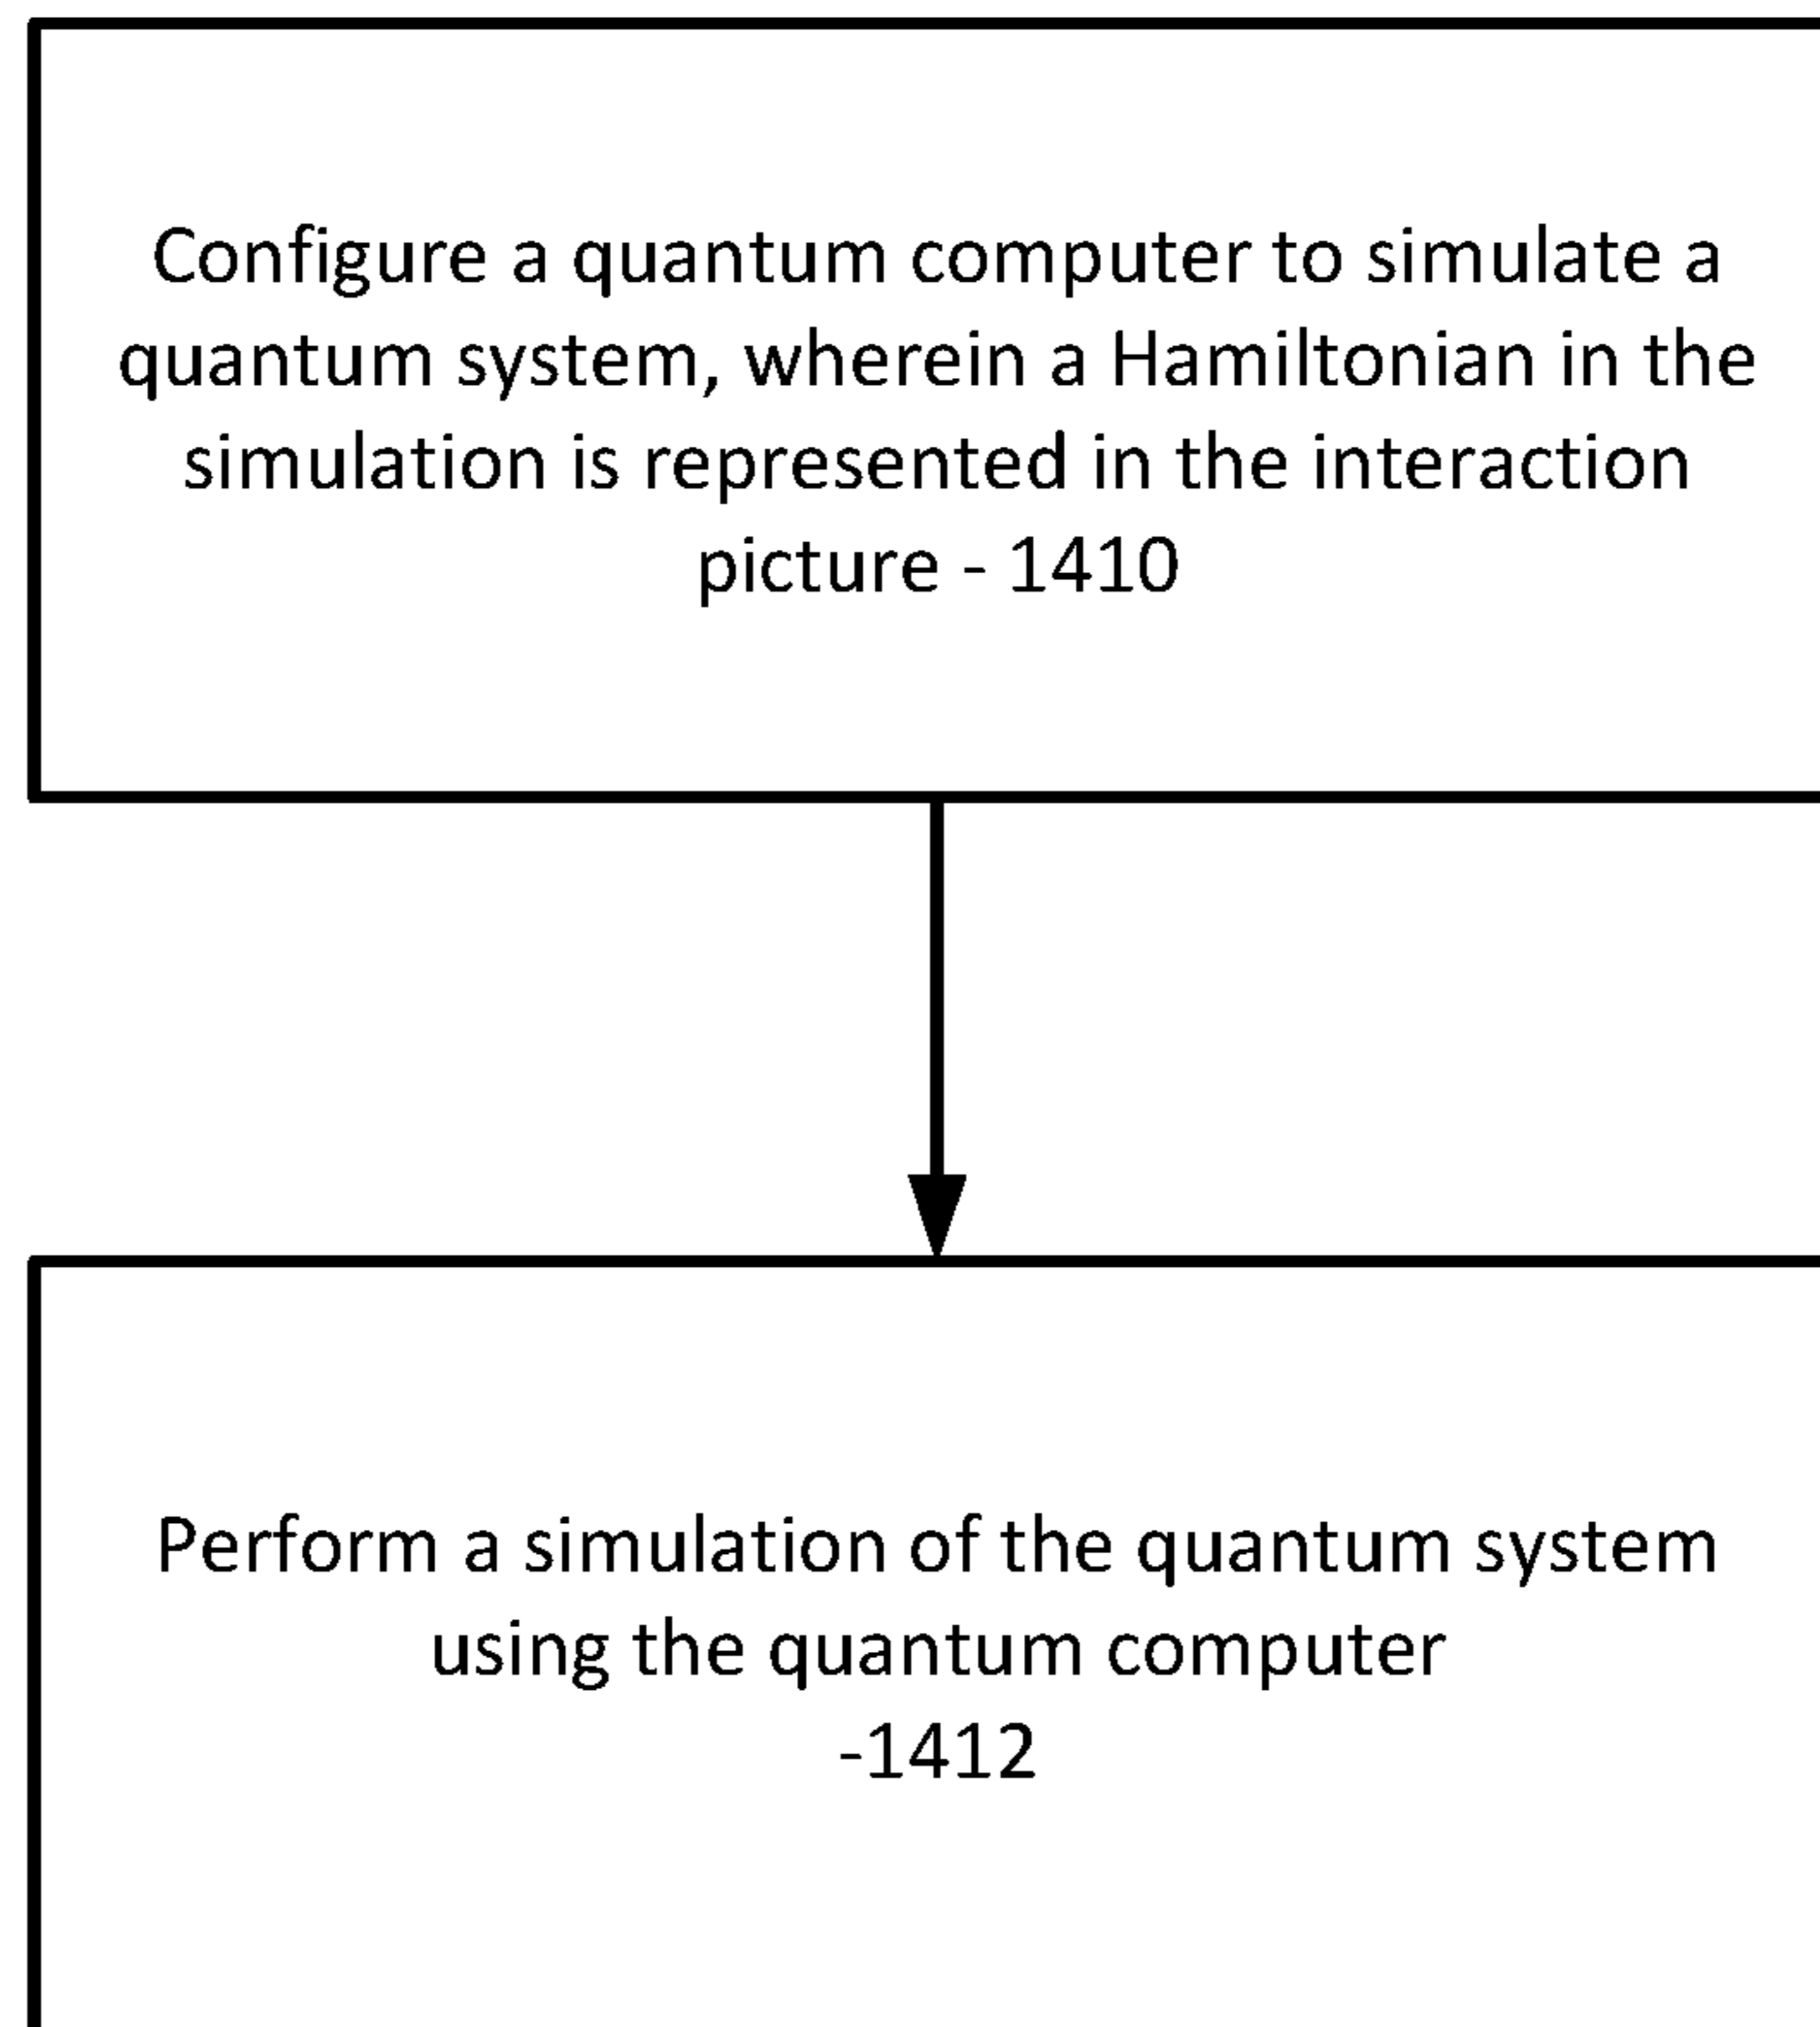 Configure a quantum computer to simulate a
quantum system, wherein a Hamiltonian in the
simulation is represented in the interaction
picture - 1410
Perform a simulation of the quantum system
using the quantum computer
-1412